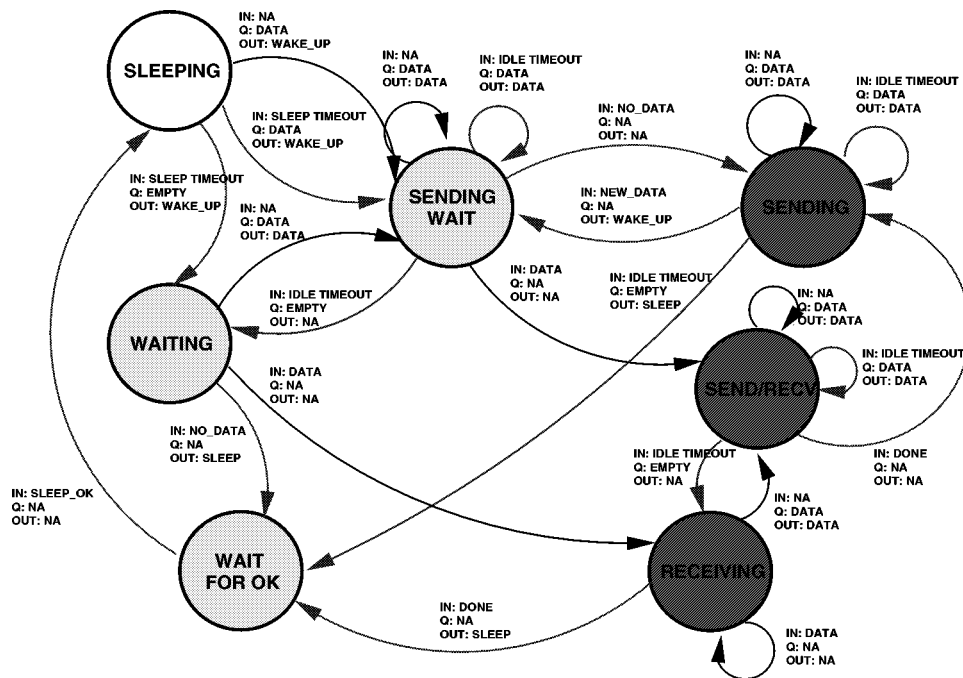 IN: NA
Q: DATA
OUT: WAKE_UP
SLEEPING
IN: SLEEP TIMEOUT
Q: DATA
OUT: WAKE_UP
IN: NA
Q: DATA
OUT: DATA
IN: IDLE TIMEOUT
Q: DATA
OUT: DATA
IN: NO_DATA
Q: NA
OUT: NA
IN: NA
Q: DATA
OUT: DATA
IN: IDLE TIMEOUT
Q: DATA
OUT: DATA
IN: SLEEP TIMEOUT
Q: EMPTY
OUT: WAKE_UP
IN: NA
Q: DATA
OUT: DATA
SENDING
WAIT
IN: NEW_DATA
Q: NA
OUT: WAKE_UP
SENDING
IN: IDLE TIMEOUT
Q: EMPTY
OUT: NA
IN: DATA
Q: NA
OUT: NA
IN: IDLE TIMEOUT
Q: EMPTY
OUT: SLEEP
IN: NA
Q: DATA
OUT: DATA
WAITING
IN: DATA
Q: NA
OUT: NA
SEND/RECV
IN: IDLE TIMEOUT
Q: DATA
OUT: DATA
IN: NO_DATA
Q: NA
OUT: SLEEP
IN: IDLE TIMEOUT
Q: EMPTY
OUT: NA
IN: DONE
Q: NA
OUT: NA
IN: SLEEP_OK
Q: NA
OUT: NA
IN: NA
Q: DATA
OUT: DATA
WAIT
FOR OK
RECEIVING
IN: DONE
Q: NA
OUT: SLEEP
IN: DATA
Q: NA
OUT: NA